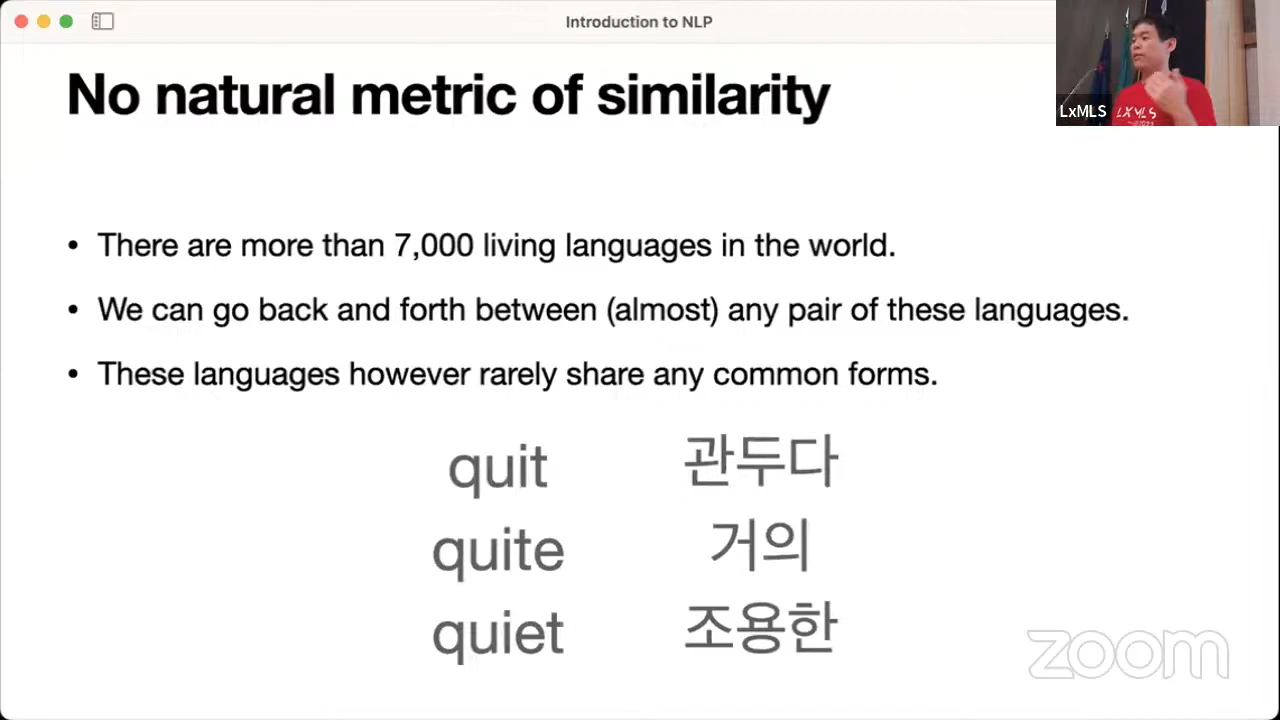 Introduction to NLP
No natural metric of similarity
LxMLS
LXMLS
• There are more than 7,000 living languages in the world.
• We can go back and forth between (almost) any pair of these languages.
• These languages however rarely share any common forms.
quit 관두다
quite 거의
quiet 조용한
zoom